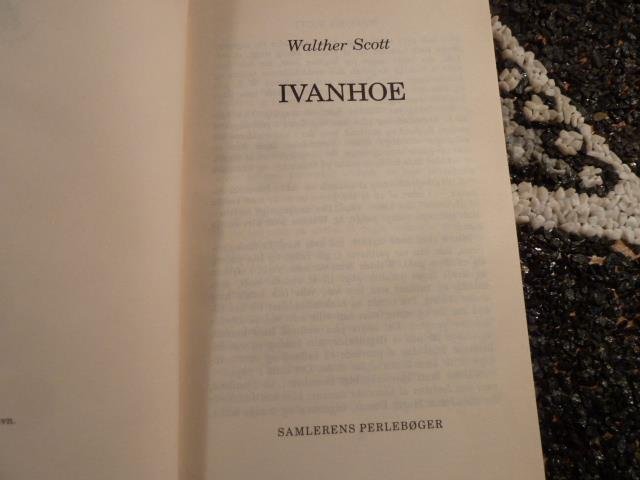 Walther Scott
IVANHOE
SAMLERENS PERLEBØGER